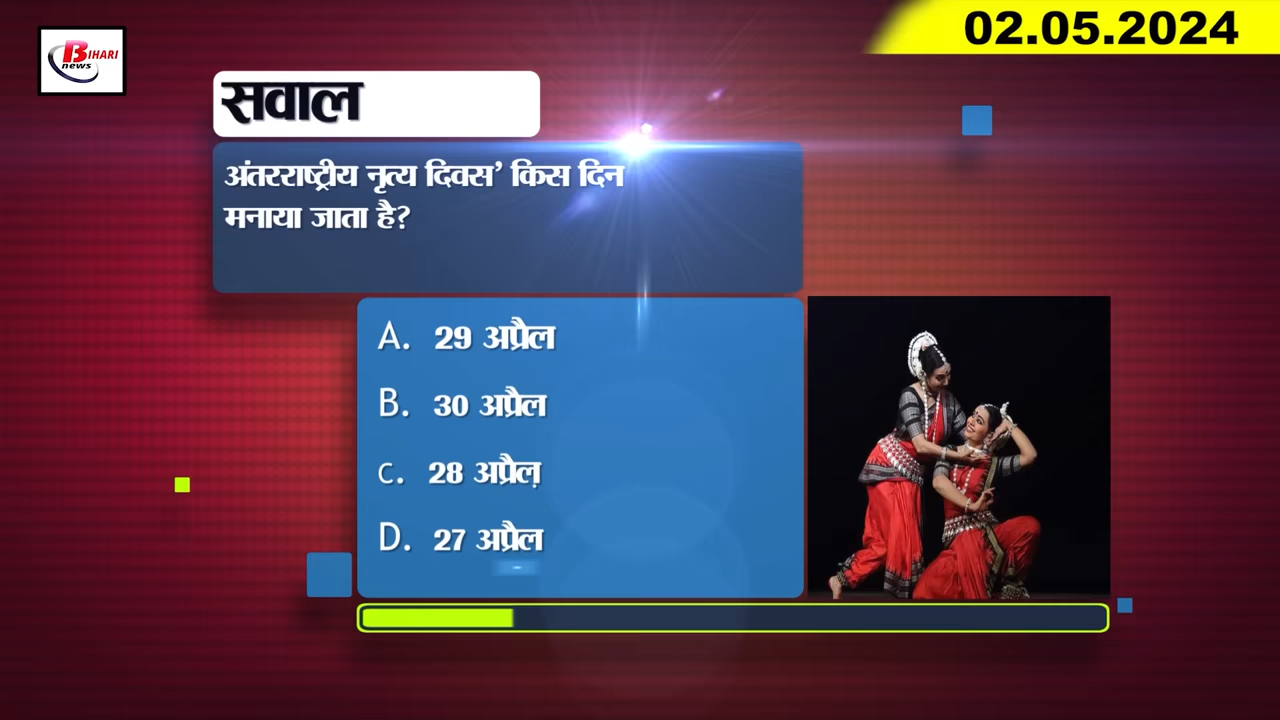 BIHARI
news
02.05.2024
सवाल
अंतरराष्ट्रीय नृत्य दिवस’ किस दिन
मनाया जाता है?
A. 29 अप्रैल
B. 30 अप्रैल
C. 28 अप्रैल़
D. 27 अप्रैल